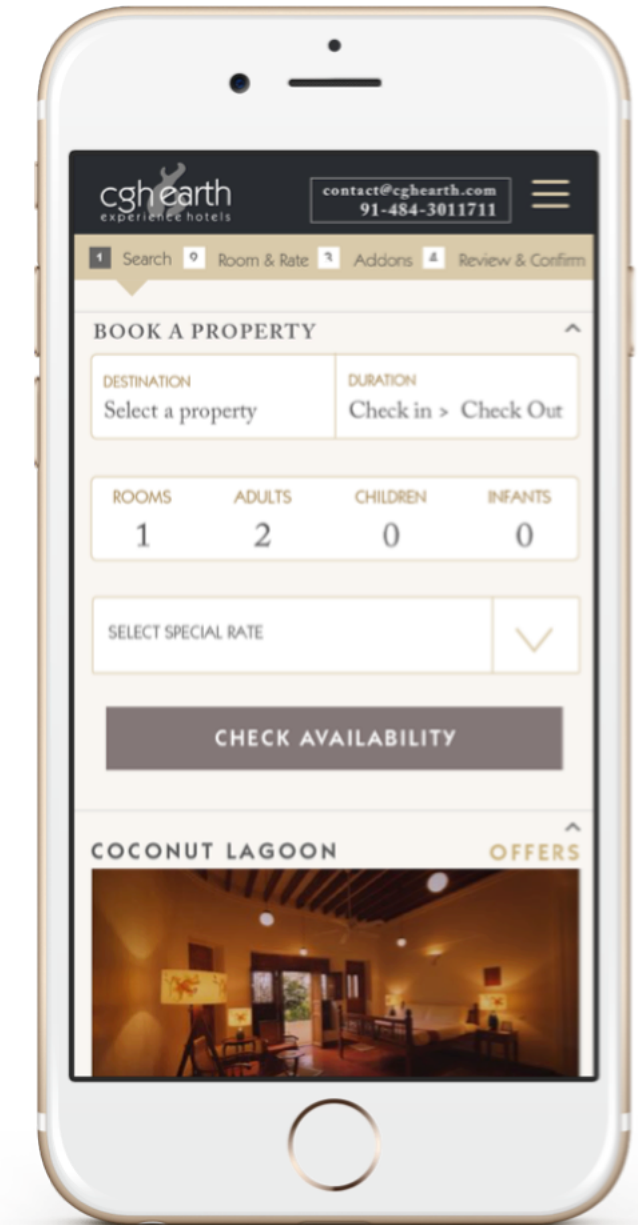 cghearth
experience hotels
contact@cghearth.com
91-484-3011711
1 Search 2 Room & Rate 3 Addons 4 Review & Confirm
BOOK A PROPERTY
DESTINATION
Select a property
DURATION
Check in > Check Out
ROOMS ADULTS CHILDREN INFANTS
1 2 0 0
SELECT SPECIAL RATE
CHECK AVAILABILITY
COCONUT LAGOON OFFERS